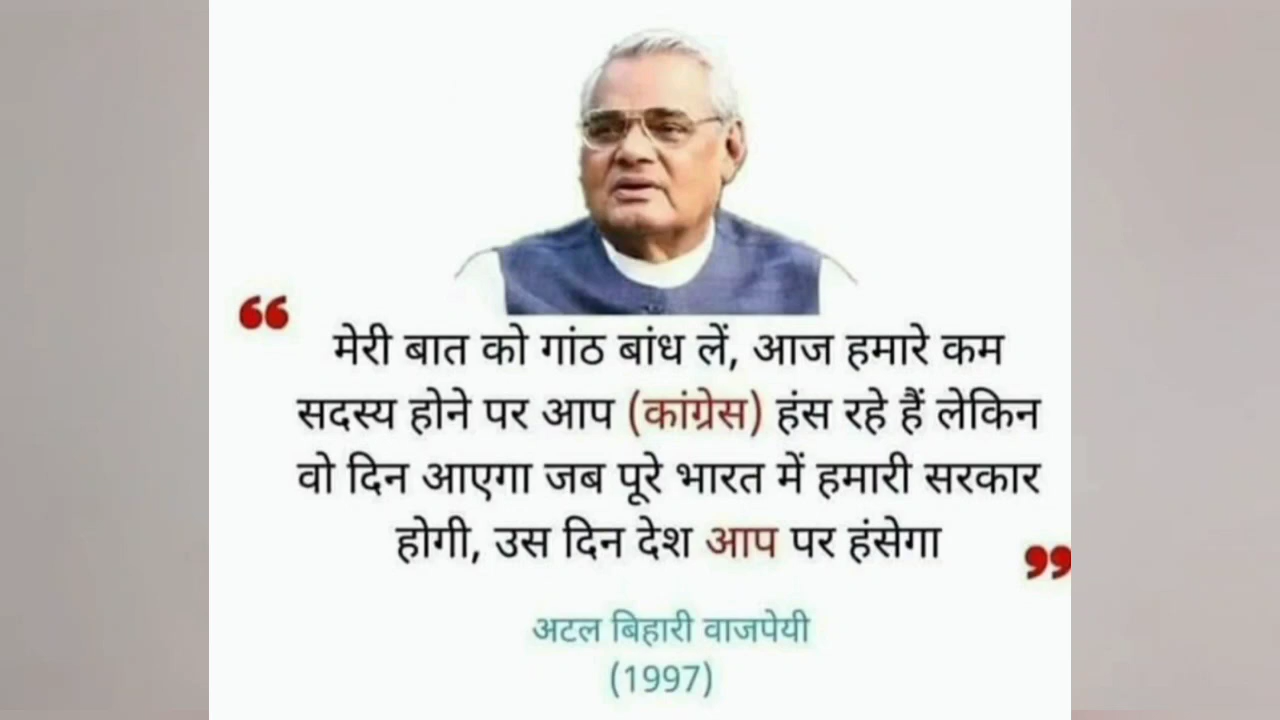 “ मेरी बात को गांठ बांध लें, आज हमारे कम
सदस्य होने पर आप (कांग्रेस) हंस रहे हैं लेकिन
वो दिन आएगा जब पूरे भारत में हमारी सरकार
होगी, उस दिन देश आप पर हंसेगा ”
अटल बिहारी वाजपेयी
(1997)